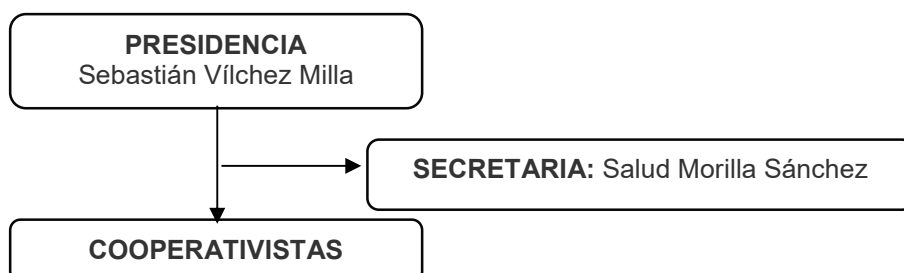 PRESIDENCIA
Sebastián Vílchez Milla
SECRETARIA: Salud Morilla Sánchez
COOPERATIVISTAS